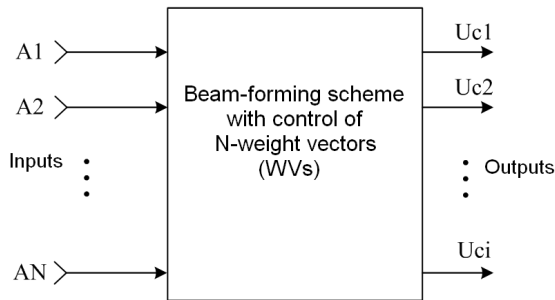 A1
Uc1
A2
Uc2
Beam-forming scheme
with control of
N-weight vectors
(WVs)
Inputs
Outputs
AN
Uci